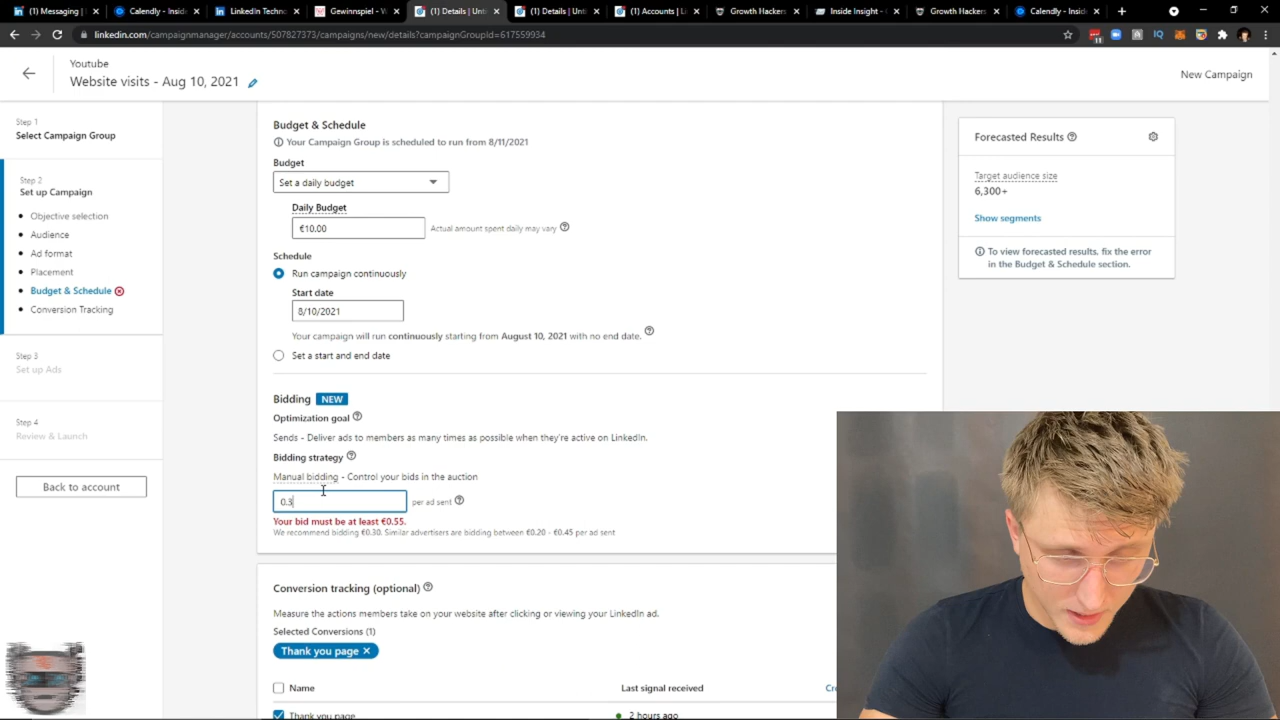 (1) Messaging | L
Calendly - Insid
LinkedIn Techno
Gewinnspiel - W
(1) Details | Unt
(1) Details | Unt
(1) Accounts | L
Growth Hackers
Inside Insight -
Growth Hackers
Calendly - Insid
linkedin.com/campaignmanager/accounts/507827373/campaigns/new/details?campaignGroupId=617559934
11
IQ
Youtube
Website visits - Aug 10, 2021
New Campaign
Step 1
Select Campaign Group
Step 2
Set up Campaign
Objective selection
Audience
Ad format
Placement
Budget & Schedule
Conversion Tracking
Step 3
Set up Ads
Step 4
Review & Launch
Back to account
Budget & Schedule
Your Campaign Group is scheduled to run from 8/11/2021
Budget
Set a daily budget
Daily Budget
€10.00
Actual amount spent daily may vary
Schedule
Run campaign continuously
Start date
8/10/2021
Your campaign will run continuously starting from August 10, 2021 with no end date.
Set a start and end date
Bidding NEW
Optimization goal
Sends - Deliver ads to members as many times as possible when they're active on LinkedIn.
Bidding strategy
Manual bidding - Control your bids in the auction
0.3
per ad sent
Your bid must be at least €0.55.
We recommend bidding €0.30. Similar advertisers are bidding between €0.20 - €0.45 per ad sent
Conversion tracking (optional)
Measure the actions members take on your website after clicking or viewing your LinkedIn ad.
Selected Conversions (1)
Thank you page
Name
Last signal received
Cr
Thank you page
2 hours ago
Forecasted Results
Target audience size
6,300+
Show segments
To view forecasted results, fix the error
in the Budget & Schedule section.